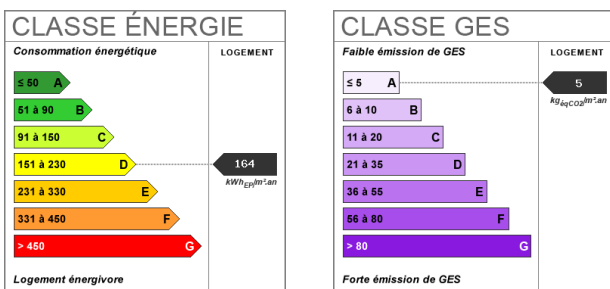 CLASSE ÉNERGIE
Consommation énergétique
LOGEMENT
≤ 50 A
51 à 90 B
91 à 150 C
151 à 230 D
164
kWhEP/m².an
231 à 330 E
331 à 450 F
> 450 G
Logement énergivore
CLASSE GES
Faible émission de GES
LOGEMENT
≤ 5 A
5
kgéqCO2/m².an
6 à 10 B
11 à 20 C
21 à 35 D
36 à 55 E
56 à 80 F
> 80 G
Forte émission de GES